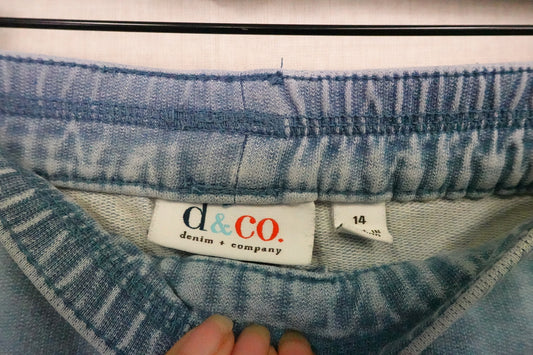 d&co.
denim + company
14